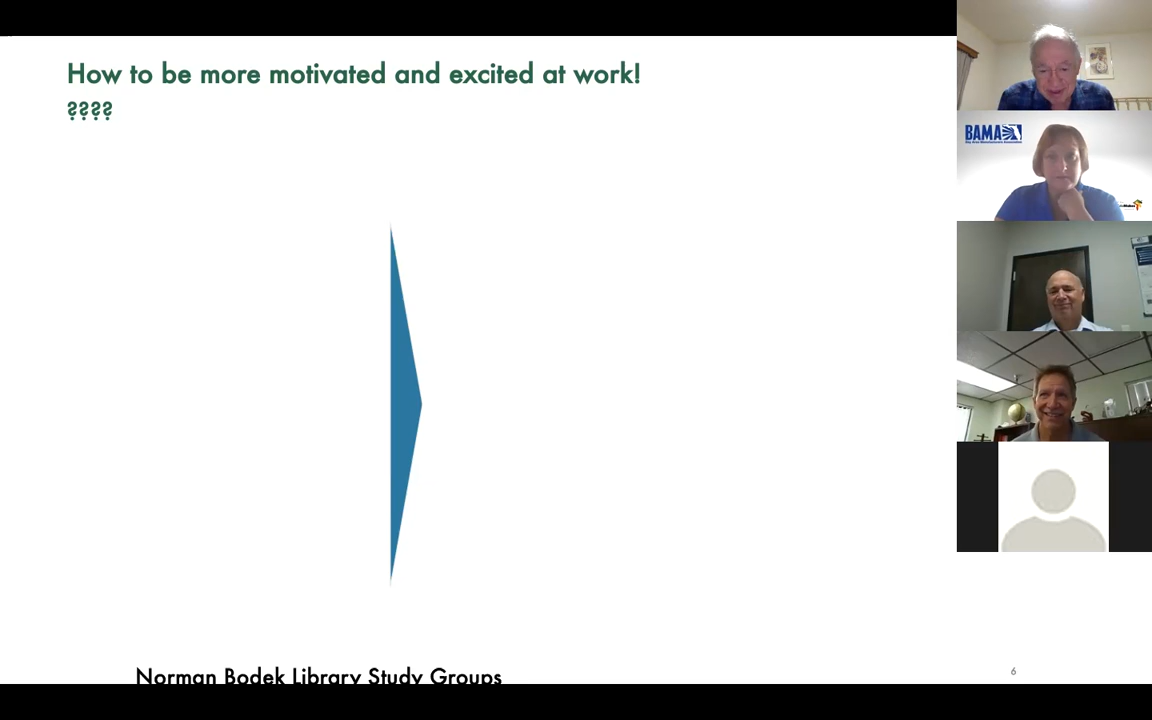 How to be more motivated and excited at work!
????
BAMA
Norman Bodek Library Study Groups
6